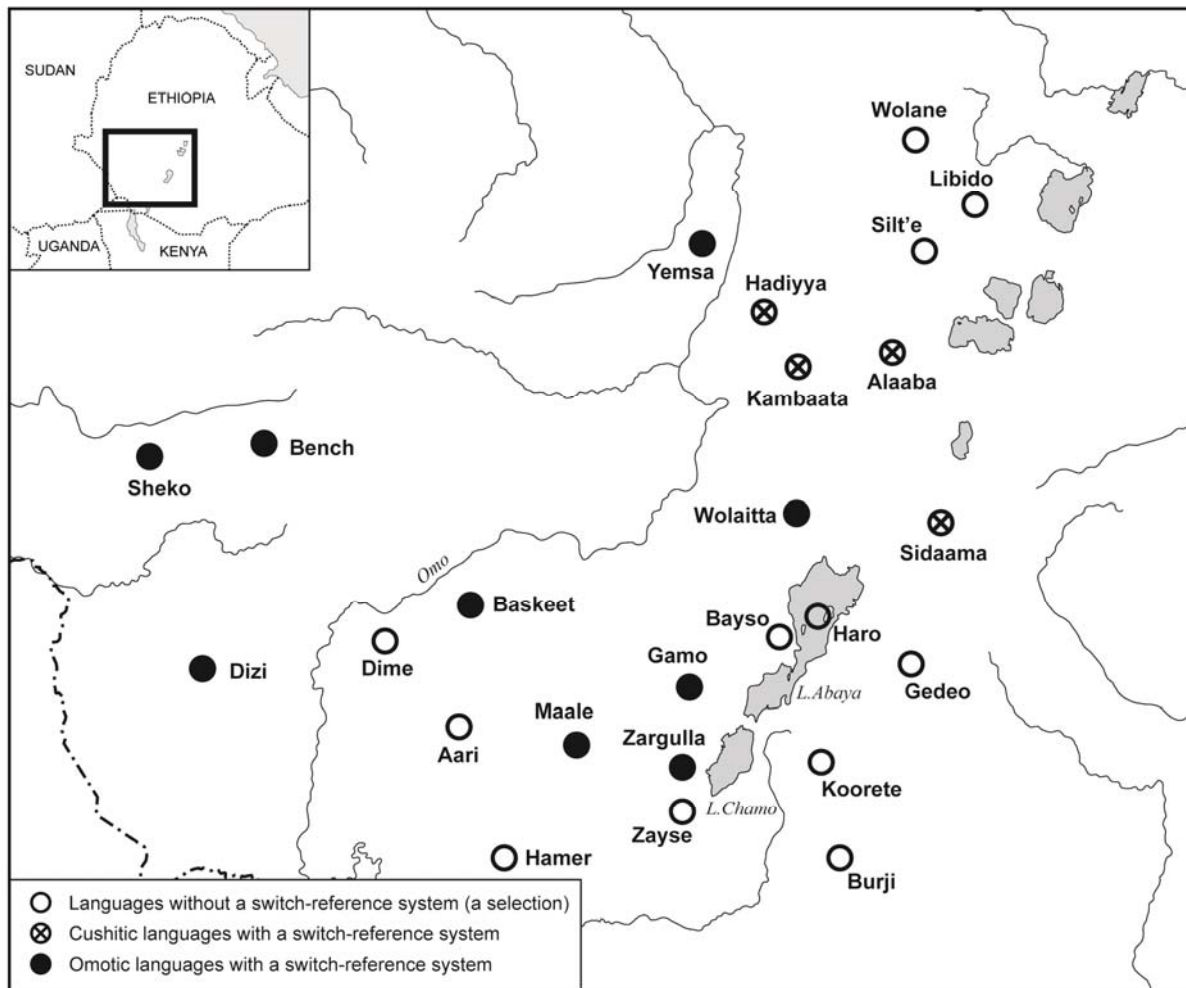 SUDAN
ETHIOPIA
UGANDA
KENYA
Wolane
Libido
Silt’e
Yemsa
Hadiyya
Kambaata
Alaaba
Bench
Sheko
Wolaitta
Sidaama
Omo
Baskeet
Bayso
Haro
Dime
Dizi
Gamo
L.Abaya
Gedeo
Maale
Aari
Zargulla
Koorete
L.Chamo
Zayse
Hamer
Burji
Languages without a switch-reference system (a selection)
Cushitic languages with a switch-reference system
Omotic languages with a switch-reference system